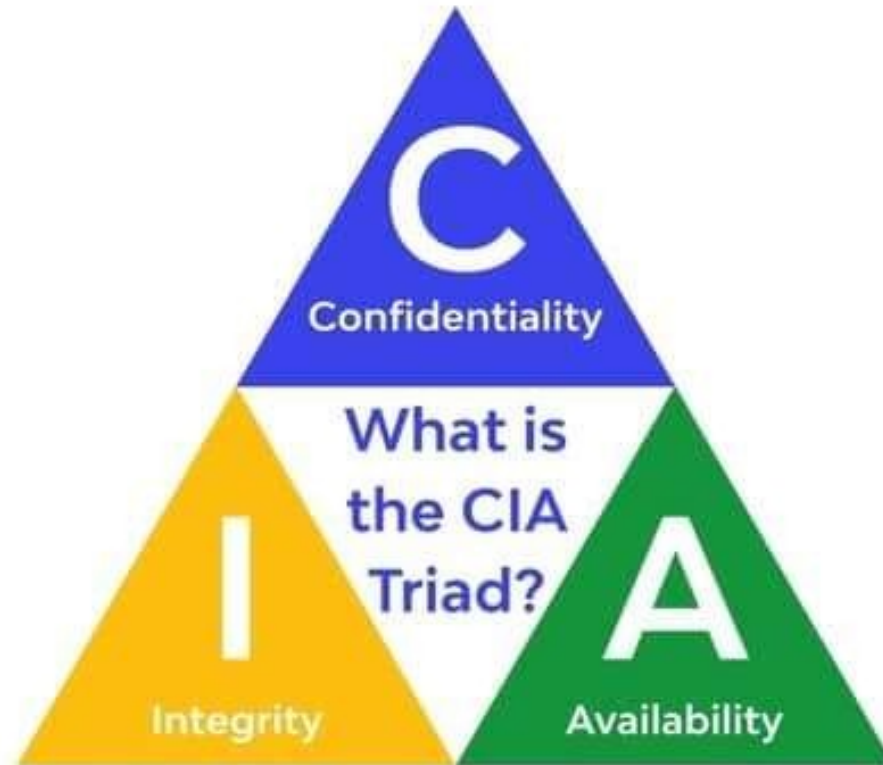 C
Confidentiality
What is
the CIA
Triad?
I
Integrity
A
Availability